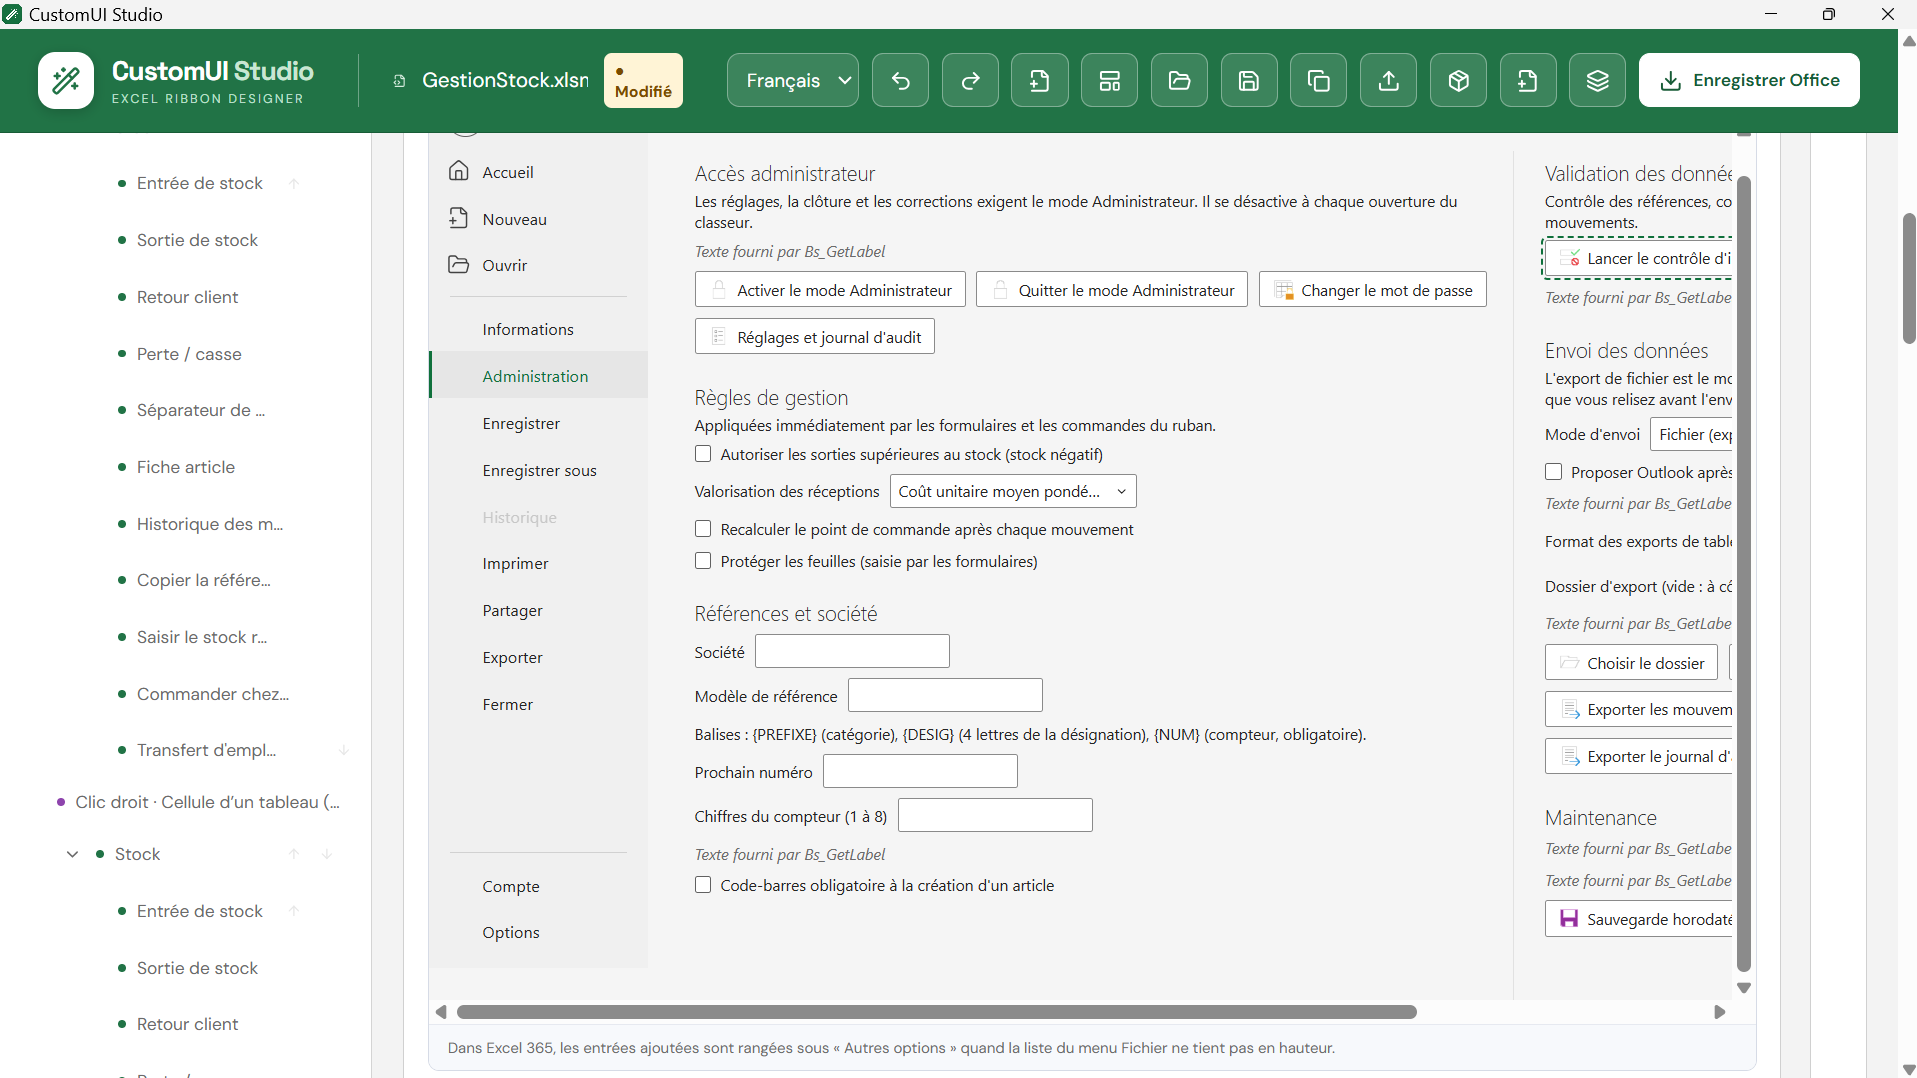 CustomUI Studio
CustomUI Studio
EXCEL RIBBON DESIGNER
GestionStock.xlsm
● Modifié
Français
Enregistrer Office
Entrée de stock
Sortie de stock
Retour client
Perte / casse
Séparateur de ...
Fiche article
Historique des m...
Copier la référe...
Saisir le stock r...
Commander chez...
Transfert d'empl...
Clic droit · Cellule d’un tableau (...
Stock
Entrée de stock
Sortie de stock
Retour client
Accueil
Nouveau
Ouvrir
Informations
Administration
Enregistrer
Enregistrer sous
Historique
Imprimer
Partager
Exporter
Fermer
Compte
Options
Accès administrateur
Les réglages, la clôture et les corrections exigent le mode Administrateur. Il se désactive à chaque ouverture du
classeur.
Texte fourni par Bs_GetLabel
Activer le mode Administrateur
Quitter le mode Administrateur
Changer le mot de passe
Réglages et journal d'audit
Règles de gestion
Appliquées immédiatement par les formulaires et les commandes du ruban.
Autoriser les sorties supérieures au stock (stock négatif)
Valorisation des réceptions Coût unitaire moyen pondé...
Recalculer le point de commande après chaque mouvement
Protéger les feuilles (saisie par les formulaires)
Références et société
Société
Modèle de référence
Balises : {PREFIXE} (catégorie), {DESIG} (4 lettres de la désignation), {NUM} (compteur, obligatoire).
Prochain numéro
Chiffres du compteur (1 à 8)
Texte fourni par Bs_GetLabel
Code-barres obligatoire à la création d'un article
Validation des donnée
Contrôle des références, co
mouvements.
Lancer le contrôle d'i
Texte fourni par Bs_GetLabe
Envoi des données
L'export de fichier est le mo
que vous relisez avant l'env
Mode d'envoi Fichier (exp
Proposer Outlook après
Texte fourni par Bs_GetLabe
Format des exports de table
Dossier d'export (vide : à cô
Texte fourni par Bs_GetLabe
Choisir le dossier
Exporter les mouvem
Exporter le journal d'
Maintenance
Texte fourni par Bs_GetLabe
Texte fourni par Bs_GetLabe
Sauvegarde horodaté
Dans Excel 365, les entrées ajoutées sont rangées sous « Autres options » quand la liste du menu Fichier ne tient pas en hauteur.